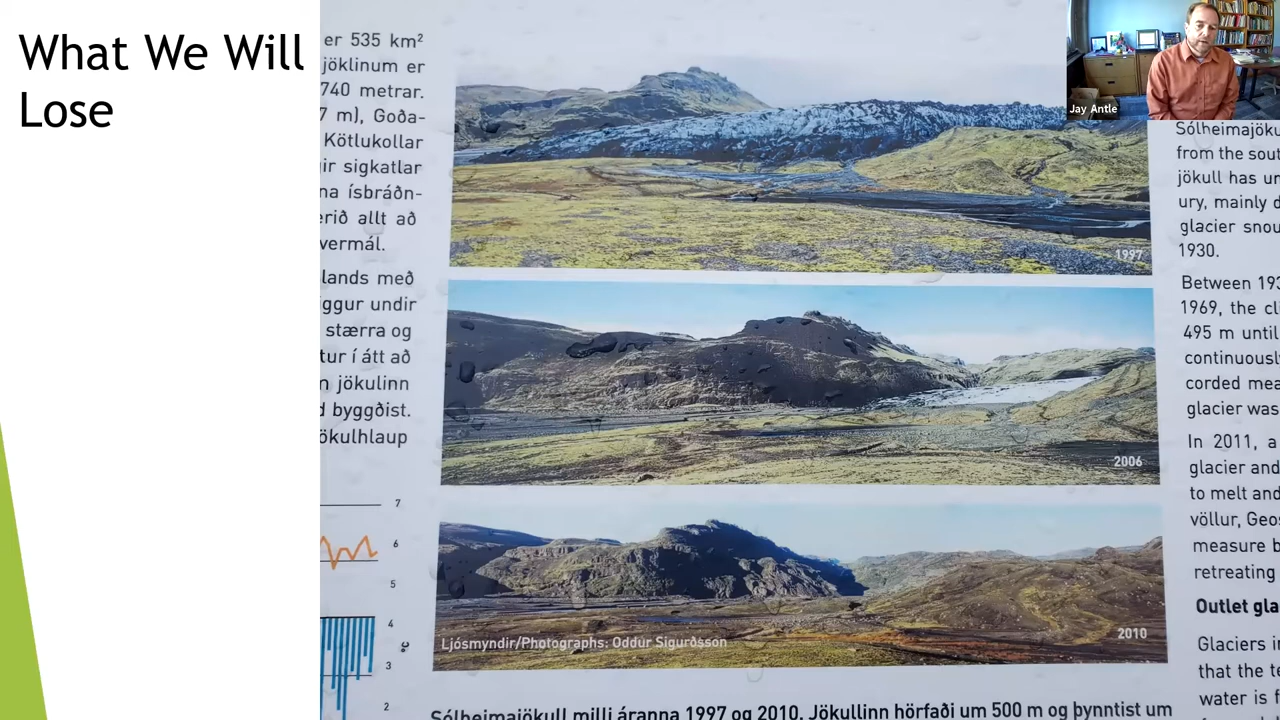 What We Will
Lose
er 535 km²
jöklinum er
740 metrar.
7 m), Goða-
Kötlukollar
ir sigkatlar
na ísbráðn-
erið allt að
vermál.
lands með
ggur undir
stærra og
tur í átt að
n jökulinn
d byggðist.
ökulhlaup
7
6
5
4
3
2
°C
1997
2006
2010
Ljósmyndir/Photographs: Oddur Sigurðsson
Sólheimajökull milli áranna 1997 og 2010. Jökullinn hörfaði um 500 m og þynntist um
Jay Antle
Sólheimajöku
from the sout
jökull has un
ury, mainly d
glacier snou
1930.
Between 193
1969, the cl
495 m until
continuous
corded mea
glacier was
In 2011, a
glacier and
to melt and
völlur, Geos
measure b
retreating
Outlet gla
Glaciers i
that the te
water is f